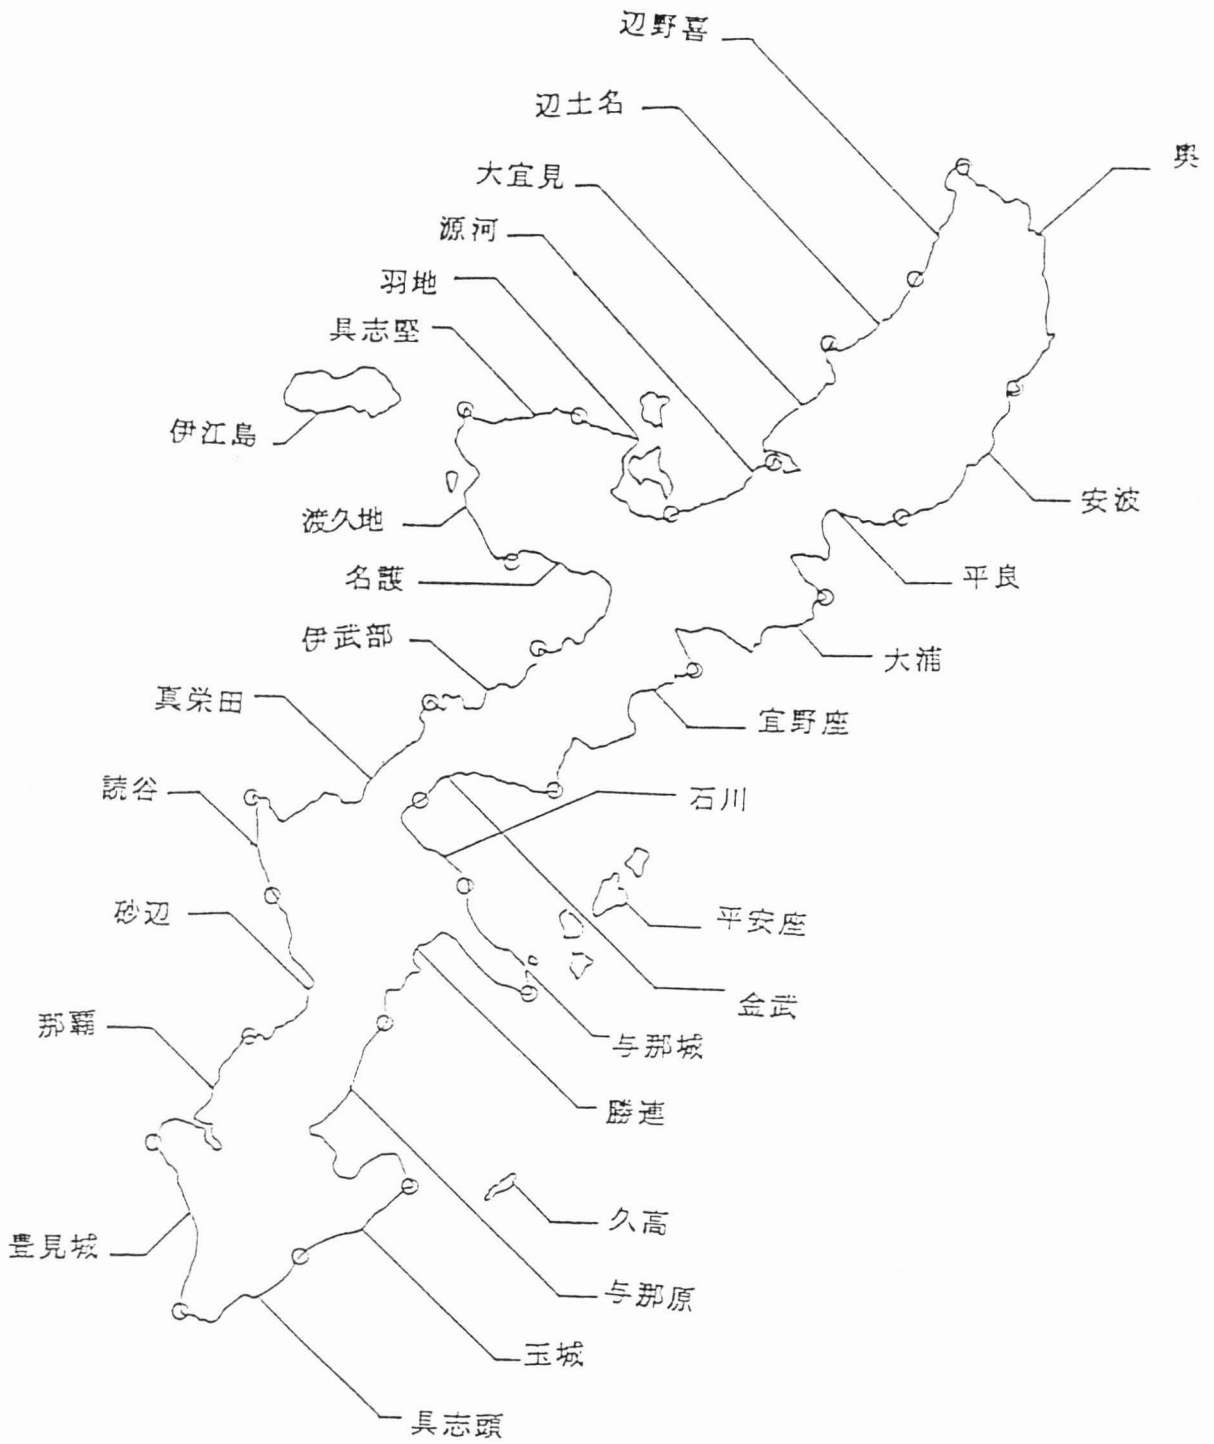 辺野喜
辺土名
奥
大宜見
源河
羽地
具志堅
伊江島
安波
渡久地
名護
平良
伊武部
大浦
真栄田
宜野座
読谷
石川
砂辺
平安座
金武
那覇
与那城
勝連
久高
豊見城
与那原
玉城
具志頭